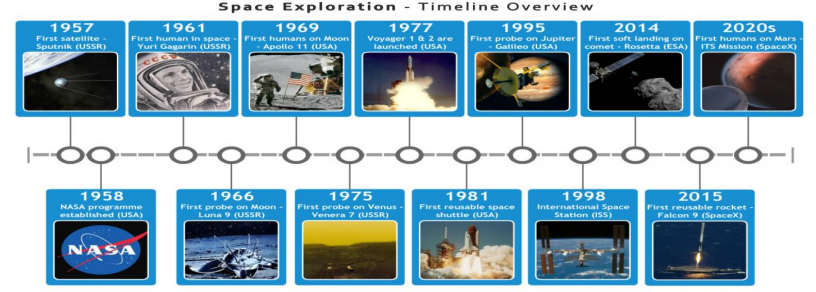 Space Exploration - Timeline Overview
1957
First satellite -
Sputnik (USSR)
1961
First human in space -
Yuri Gagarin (USSR)
1969
First humans on Moon
- Apollo 11 (USA)
1977
Voyager 1 & 2 are
launched (USA)
1995
First probe on Jupiter
- Galileo (USA)
2014
First soft landing on
comet - Rosetta (ESA)
2020s
First humans on Mars -
ITS Mission (SpaceX)
1958
NASA programme
established (USA)
NASA
1966
First probe on Moon -
Luna 9 (USSR)
1975
First probe on Venus -
Venera 7 (USSR)
1981
First reusable space
shuttle (USA)
1998
International Space
Station (ISS)
2015
First reusable rocket -
Falcon 9 (SpaceX)